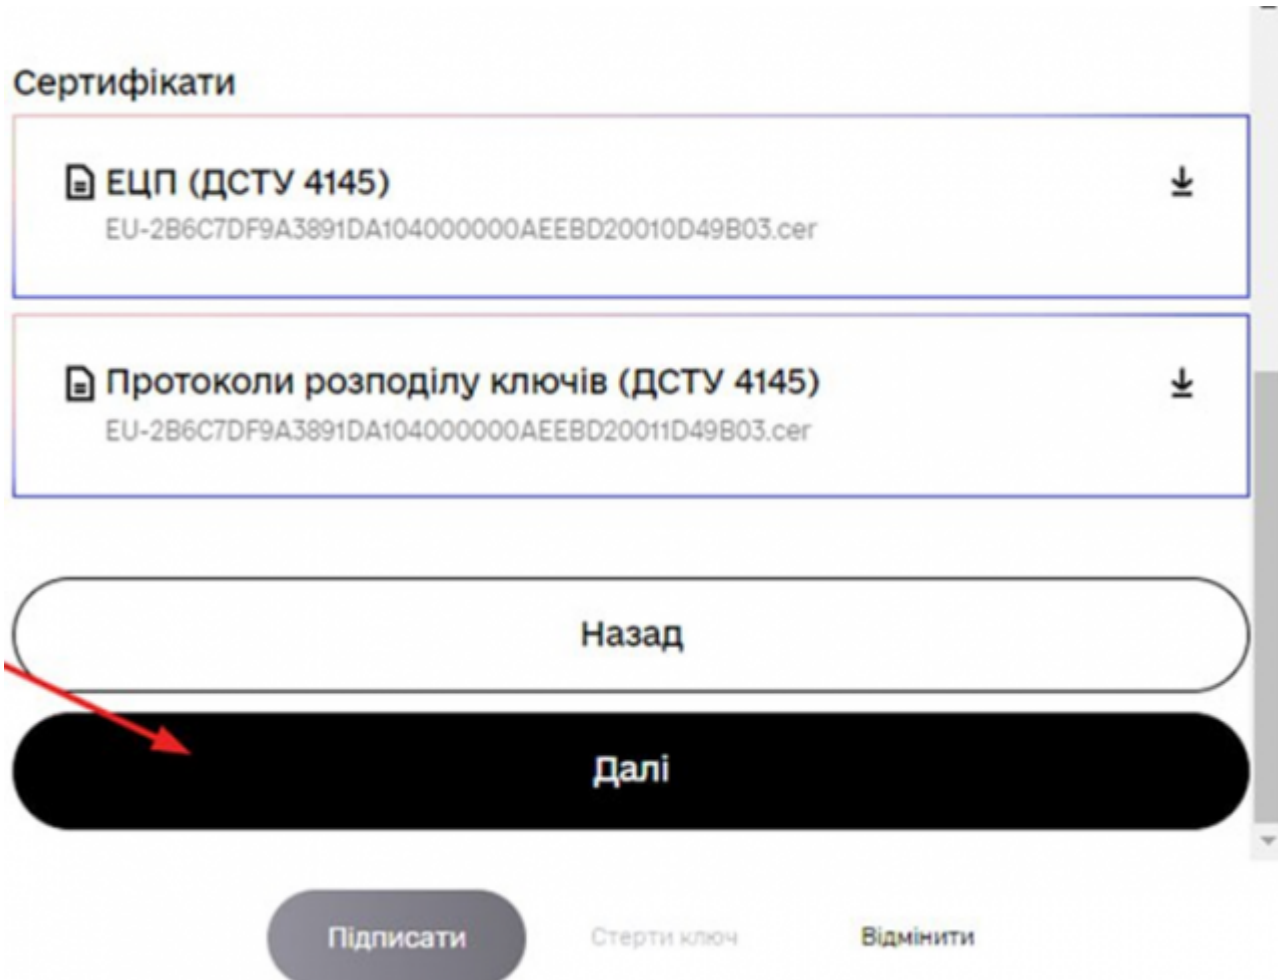 Сертифікати
ЕЦП (ДСТУ 4145)
EU-2B6C7DF9A3891DA104000000AEEBD20010D49B03.cer
Протоколи розподілу ключів (ДСТУ 4145)
EU-2B6C7DF9A3891DA104000000AEEBD20011D49B03.cer
Назад
Далі
Підписати Стерти ключ Відмінити